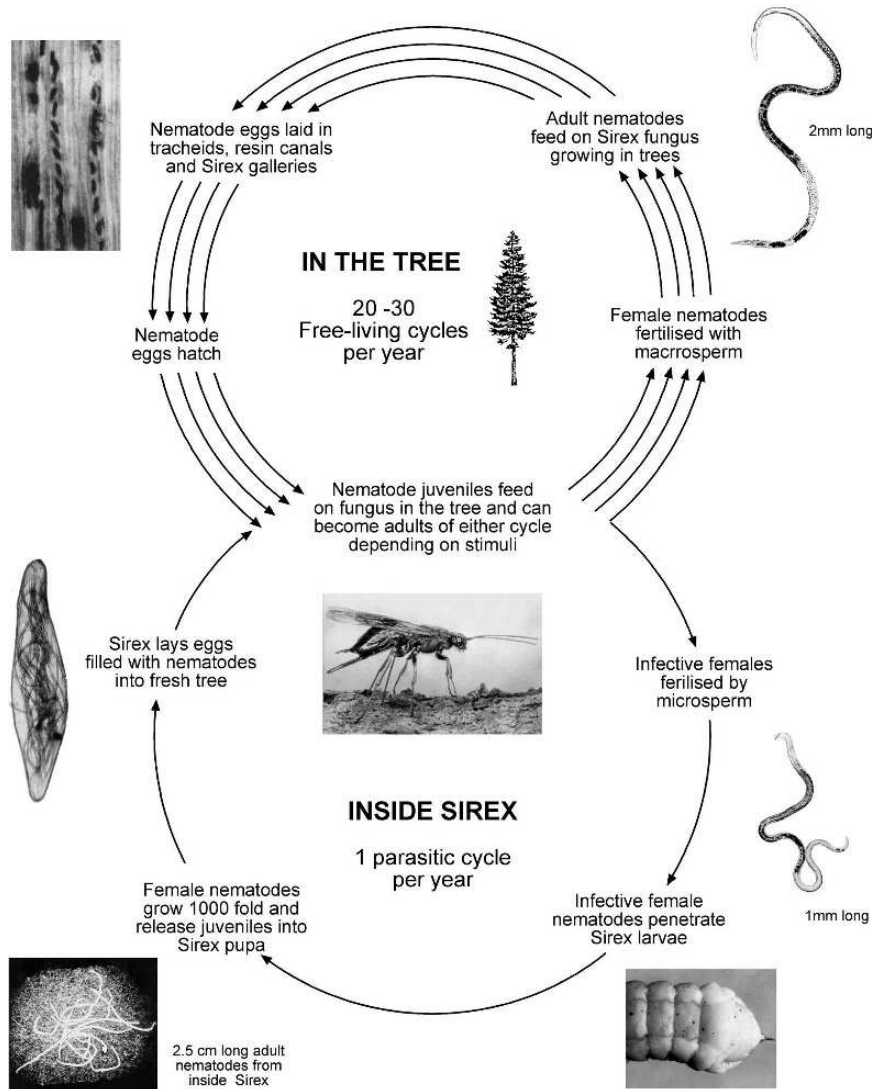 Nematode eggs laid in
tracheids, resin canals
and Sirex galleries
Adult nematodes
feed on Sirex fungus
growing in trees
2mm long
IN THE TREE
20 -30
Free-living cycles
per year
Nematode
eggs hatch
Female nematodes
fertilised with
macrrosperm
Nematode juveniles feed
on fungus in the tree and can
become adults of either cycle
depending on stimuli
Sirex lays eggs
filled with nematodes
into fresh tree
Infective females
ferilised by
microsperm
INSIDE SIREX
1 parasitic cycle
per year
Female nematodes
grow 1000 fold and
release juveniles into
Sirex pupa
Infective female
nematodes penetrate
Sirex larvae
1mm long
2.5 cm long adult
nematodes from
inside Sirex